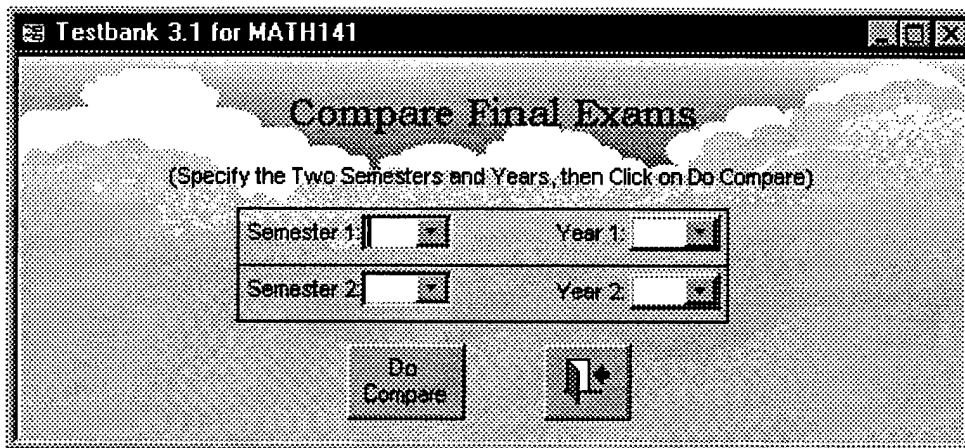 Testbank 3.1 for MATH141
Compare Final Exams
(Specify the Two Semesters and Years, then Click on Do Compare)
Semester 1: Year 1:
Semester 2: Year 2:
Do
Compare